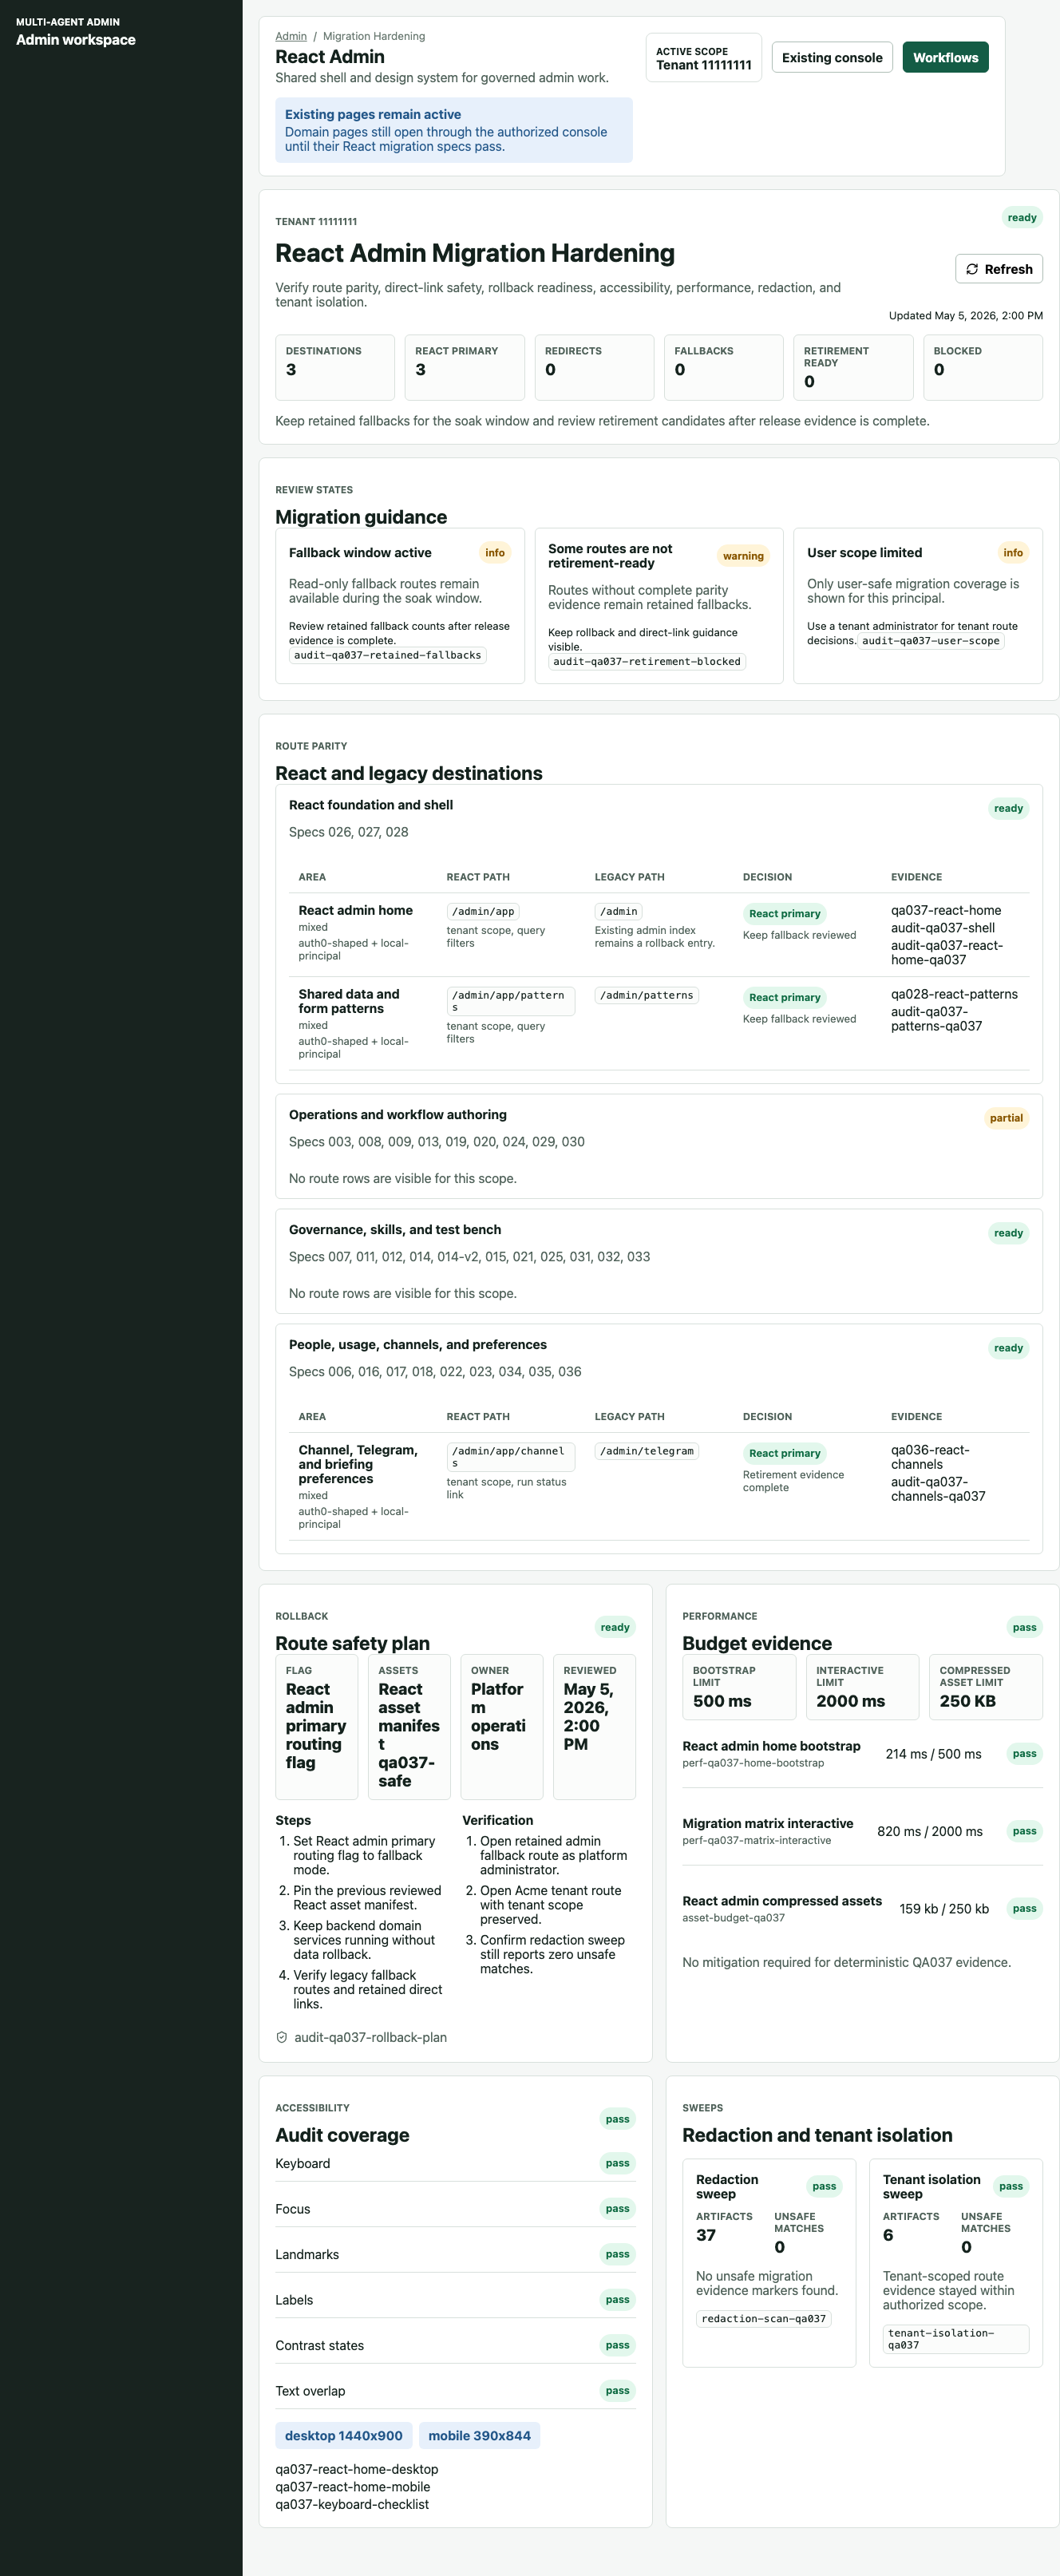 MULTI-AGENT ADMIN
Admin workspace
Admin / Migration Hardening
React Admin
Shared shell and design system for governed admin work.
ACTIVE SCOPE
Tenant 11111111
Existing console
Workflows
Existing pages remain active
Domain pages still open through the authorized console
until their React migration specs pass.
TENANT 11111111
ready
React Admin Migration Hardening
Refresh
Verify route parity, direct-link safety, rollback readiness, accessibility, performance, redaction, and
tenant isolation.
Updated May 5, 2026, 2:00 PM
DESTINATIONS
3
REACT PRIMARY
3
REDIRECTS
0
FALLBACKS
0
RETIREMENT
READY
0
BLOCKED
0
Keep retained fallbacks for the soak window and review retirement candidates after release evidence is complete.
REVIEW STATES
Migration guidance
Fallback window active
info
Read-only fallback routes remain
available during the soak window.
Review retained fallback counts after release
evidence is complete.
audit-qa037-retained-fallbacks
Some routes are not
retirement-ready
warning
Routes without complete parity
evidence remain retained fallbacks.
Keep rollback and direct-link guidance
visible.
audit-qa037-retirement-blocked
User scope limited
info
Only user-safe migration coverage is
shown for this principal.
Use a tenant administrator for tenant route
decisions. audit-qa037-user-scope
ROUTE PARITY
React and legacy destinations
React foundation and shell
ready
Specs 026, 027, 028
AREA REACT PATH LEGACY PATH DECISION EVIDENCE
React admin home
mixed
auth0-shaped + local-
principal
/admin/app
tenant scope, query
filters
/admin
Existing admin index
remains a rollback entry.
React primary
Keep fallback reviewed
qa037-react-home
audit-qa037-shell
audit-qa037-react-
home-qa037
Shared data and
form patterns
mixed
auth0-shaped + local-
principal
/admin/app/pattern
s
tenant scope, query
filters
/admin/patterns
React primary
Keep fallback reviewed
qa028-react-patterns
audit-qa037-
patterns-qa037
Operations and workflow authoring
partial
Specs 003, 008, 009, 013, 019, 020, 024, 029, 030
No route rows are visible for this scope.
Governance, skills, and test bench
ready
Specs 007, 011, 012, 014, 014-v2, 015, 021, 025, 031, 032, 033
No route rows are visible for this scope.
People, usage, channels, and preferences
ready
Specs 006, 016, 017, 018, 022, 023, 034, 035, 036
AREA REACT PATH LEGACY PATH DECISION EVIDENCE
Channel, Telegram,
and briefing
preferences
mixed
auth0-shaped + local-
principal
/admin/app/channel
s
tenant scope, run status
link
/admin/telegram
React primary
Retirement evidence
complete
qa036-react-
channels
audit-qa037-
channels-qa037
ROLLBACK
ready
Route safety plan
FLAG
React
admin
primary
routing
flag
ASSETS
React
asset
manifes
t
qa037-
safe
OWNER
Platfor
m
operati
ons
REVIEWED
May 5,
2026,
2:00
PM
Steps
1. Set React admin primary
routing flag to fallback
mode.
2. Pin the previous reviewed
React asset manifest.
3. Keep backend domain
services running without
data rollback.
4. Verify legacy fallback
routes and retained direct
links.
Verification
1. Open retained admin
fallback route as platform
administrator.
2. Open Acme tenant route
with tenant scope
preserved.
3. Confirm redaction sweep
still reports zero unsafe
matches.
audit-qa037-rollback-plan
PERFORMANCE
pass
Budget evidence
BOOTSTRAP
LIMIT
500 ms
INTERACTIVE
LIMIT
2000 ms
COMPRESSED
ASSET LIMIT
250 KB
React admin home bootstrap
perf-qa037-home-bootstrap
214 ms / 500 ms
pass
Migration matrix interactive
perf-qa037-matrix-interactive
820 ms / 2000 ms
pass
React admin compressed assets
asset-budget-qa037
159 kb / 250 kb
pass
No mitigation required for deterministic QA037 evidence.
ACCESSIBILITY
pass
Audit coverage
Keyboard pass
Focus pass
Landmarks pass
Labels pass
Contrast states pass
Text overlap pass
desktop 1440x900
mobile 390x844
qa037-react-home-desktop
qa037-react-home-mobile
qa037-keyboard-checklist
SWEEPS
Redaction and tenant isolation
Redaction
sweep
pass
ARTIFACTS
37
UNSAFE
MATCHES
0
No unsafe migration
evidence markers found.
redaction-scan-qa037
Tenant isolation
sweep
pass
ARTIFACTS
6
UNSAFE
MATCHES
0
Tenant-scoped route
evidence stayed within
authorized scope.
tenant-isolation-
qa037